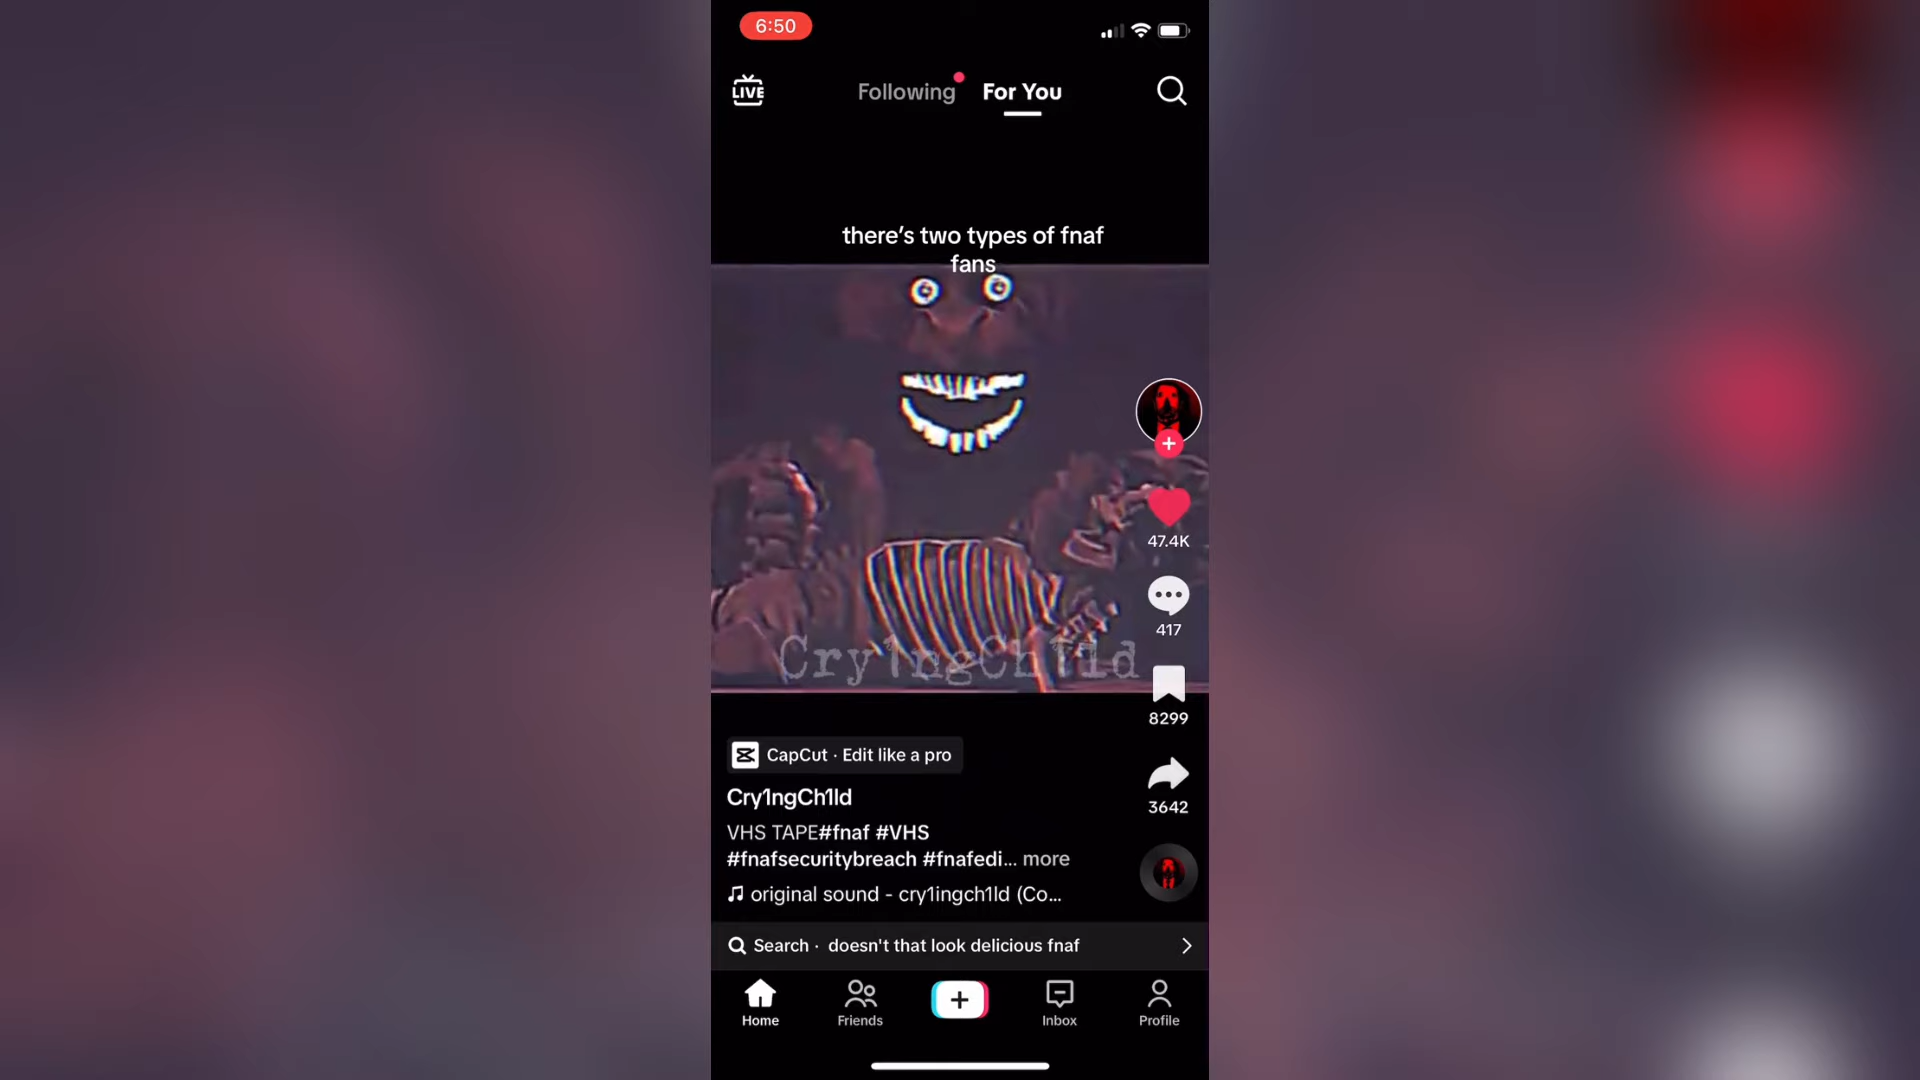 6:50
LIVE
Following
For You
there's two types of fnaf
fans
47.4K
417
Cry1ngCh1ld
8299
CapCut · Edit like a pro
Cry1ngCh1ld
3642
VHS TAPE#fnaf #VHS
#fnafsecuritybreach #fnafedi... more
original sound - cry1ingch1ld (Co...
Search · doesn't that look delicious fnaf
Home
Friends
Inbox
Profile